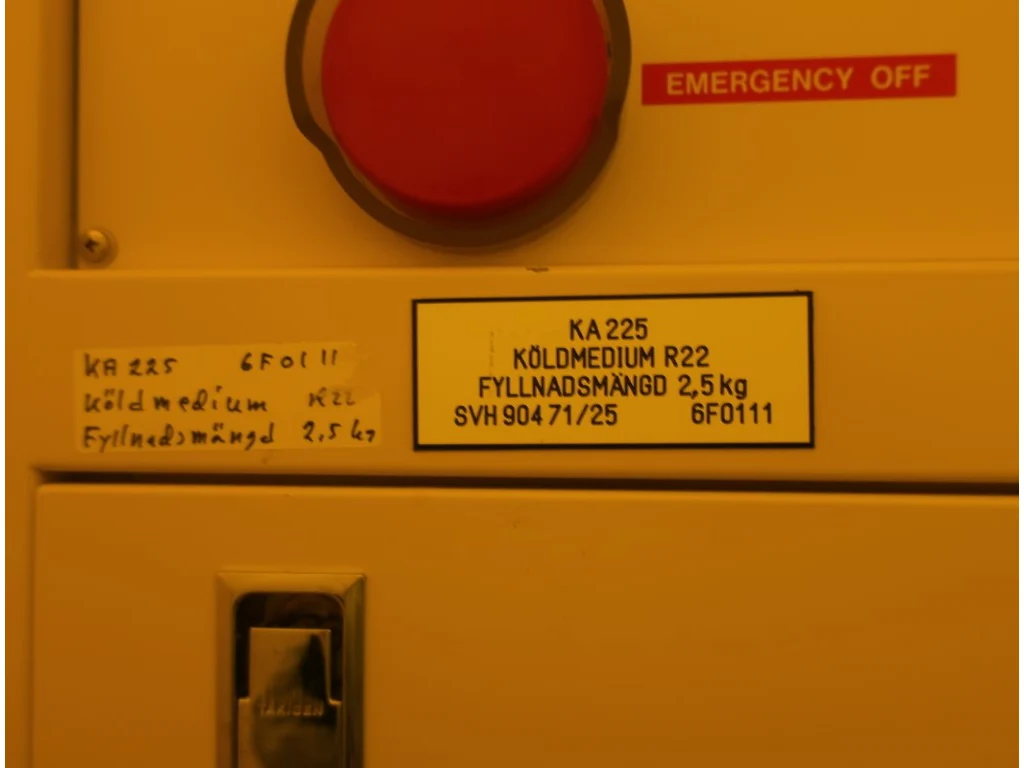 EMERGENCY OFF
KA 225 6F0111
Köldmedium R22
Fyllnadsmängd 2,5 kg
KA 225
KÖLDMEDIUM R22
FYLLNADSMÄNGD 2,5 kg
SVH 904 71/25 6F0111
TAKIGEN